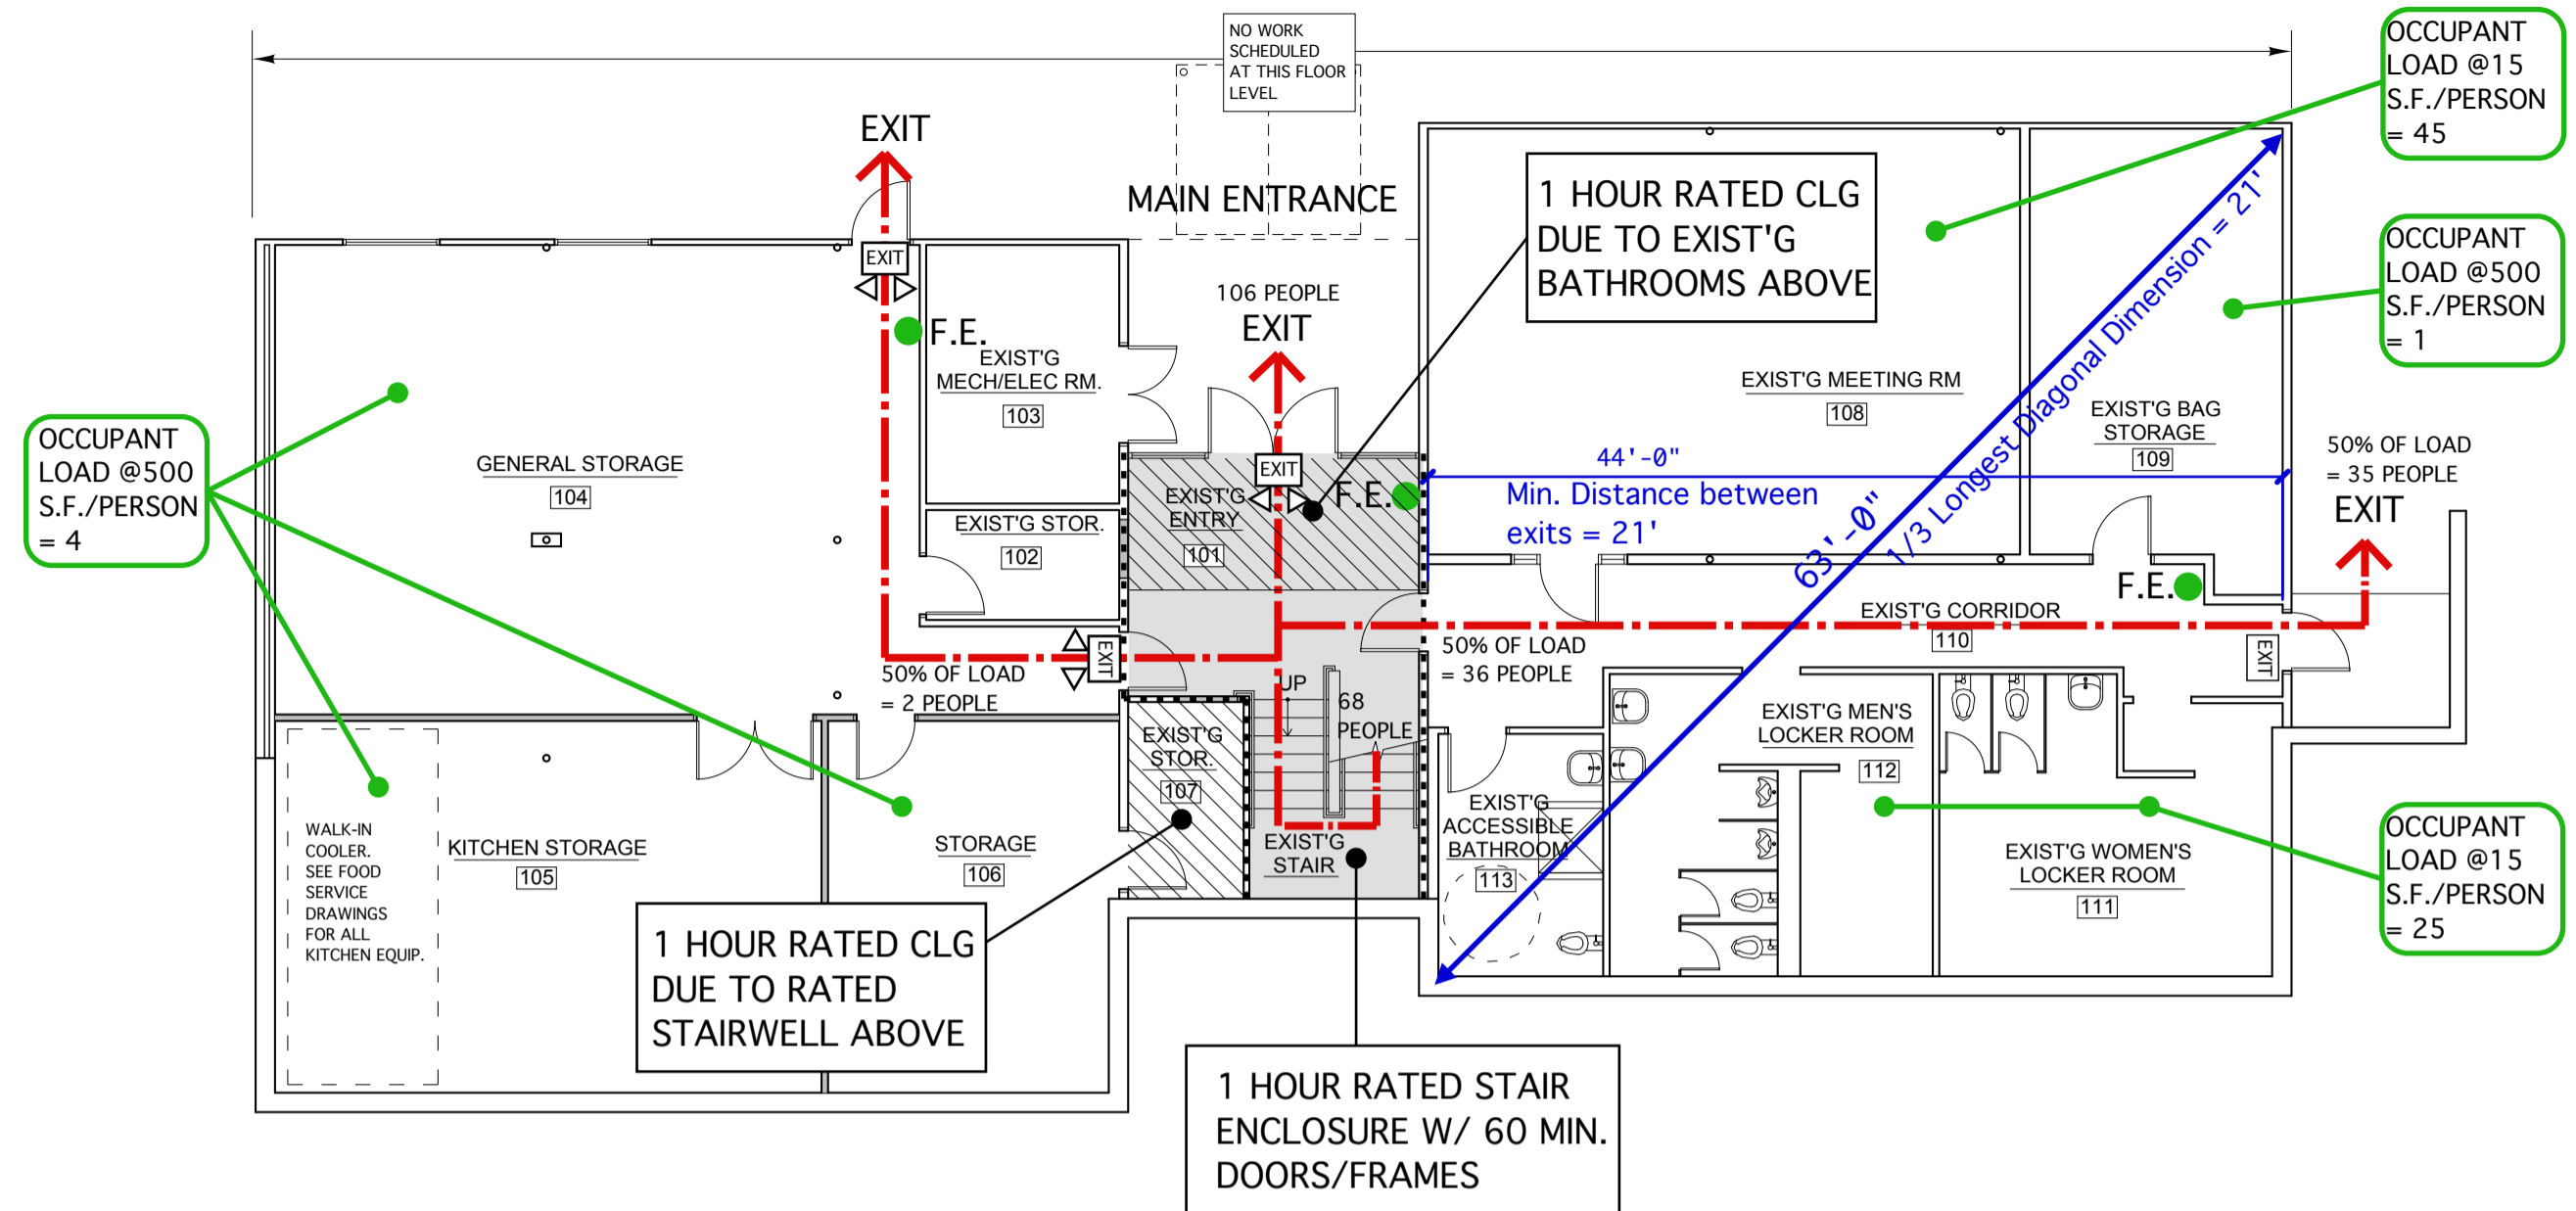 NO WORK
SCHEDULED
AT THIS FLOOR
LEVEL
OCCUPANT
LOAD @15
S.F./PERSON
= 45
EXIT
MAIN ENTRANCE
1 HOUR RATED CLG
DUE TO EXIST'G
BATHROOMS ABOVE
OCCUPANT
LOAD @500
S.F./PERSON
= 1
EXIT
106 PEOPLE
EXIT
F.E.
EXIST'G
MECH/ELEC RM.
103
EXIST'G MEETING RM
108
EXIST'G BAG
STORAGE
109
1/3 Longest Diagonal Dimension = 21'
63'-0"
44'-0"
Min. Distance between
exits = 21'
50% OF LOAD
= 35 PEOPLE
EXIT
OCCUPANT
LOAD @500
S.F./PERSON
= 4
GENERAL STORAGE
104
EXIT
F.E.
EXIST'G
ENTRY
101
EXIST'G STOR.
102
F.E.
EXIST'G CORRIDOR
110
EXIT
EXIT
50% OF LOAD
= 2 PEOPLE
50% OF LOAD
= 36 PEOPLE
UP
68
PEOPLE
EXIST'G
STOR.
107
EXIST'G MEN'S
LOCKER ROOM
112
WALK-IN
COOLER.
SEE FOOD
SERVICE
DRAWINGS
FOR ALL
KITCHEN EQUIP.
KITCHEN STORAGE
105
STORAGE
106
EXIST'G
STAIR
EXIST'G
ACCESSIBLE
BATHROOM
113
EXIST'G WOMEN'S
LOCKER ROOM
111
OCCUPANT
LOAD @15
S.F./PERSON
= 25
1 HOUR RATED CLG
DUE TO RATED
STAIRWELL ABOVE
1 HOUR RATED STAIR
ENCLOSURE W/ 60 MIN.
DOORS/FRAMES